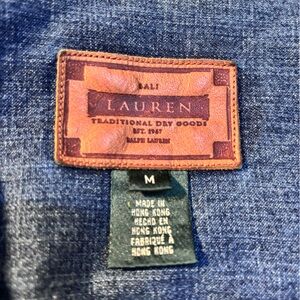 RALI
LAUREN
TRADITIONAL DRY GOODS
EST. 1967
RALPH LAUREN
M
MADE IN
HONG KONG
HECHO EN
HONG KONG
FABRIQUÉ À
HONG KONG